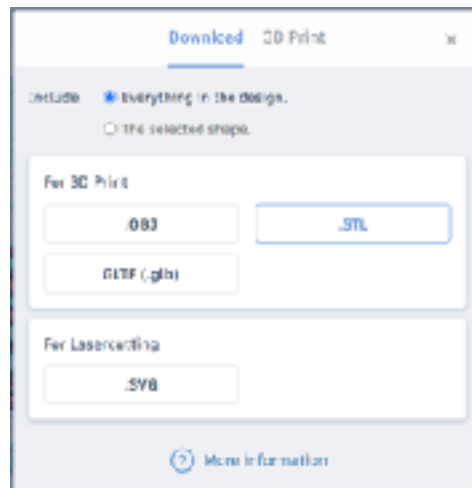 Download 3D Print ×
Include Everything in the design.
The selected shape.
For 3D Print
.OBJ .STL
GLTF (.glb)
For Lasercutting
.SVG
? More information